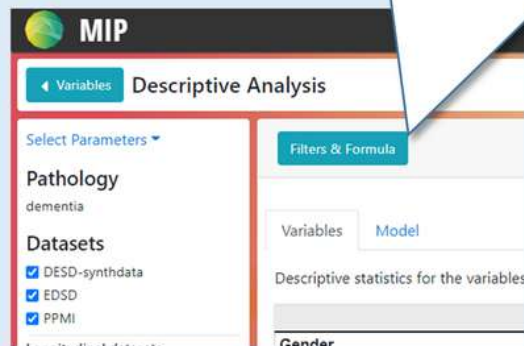 MIP
Variables
Descriptive Analysis
Select Parameters
Filters & Formula
Pathology
dementia
Variables
Model
Datasets
DESD-synthdata
Descriptive statistics for the variables
EDSD
PPMI
Gender